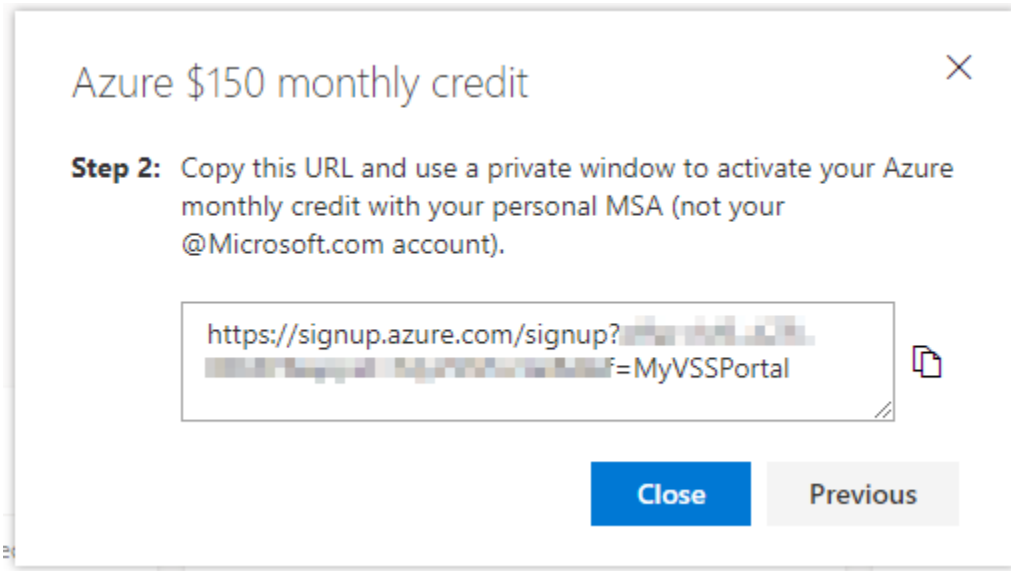 Azure $150 monthly credit
Step 2: Copy this URL and use a private window to activate your Azure
monthly credit with your personal MSA (not your
@Microsoft.com account).
https://signup.azure.com/signup?
f=MyVSSPortal
Close Previous